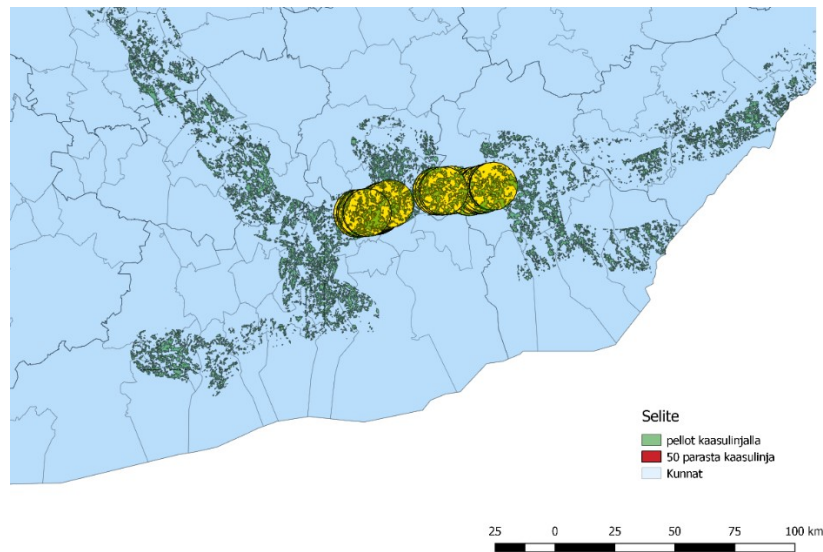 Selite
pellot kaasulinjalla
50 parasta kaasulinja
Kunnat
25 0 25 50 75 100 km